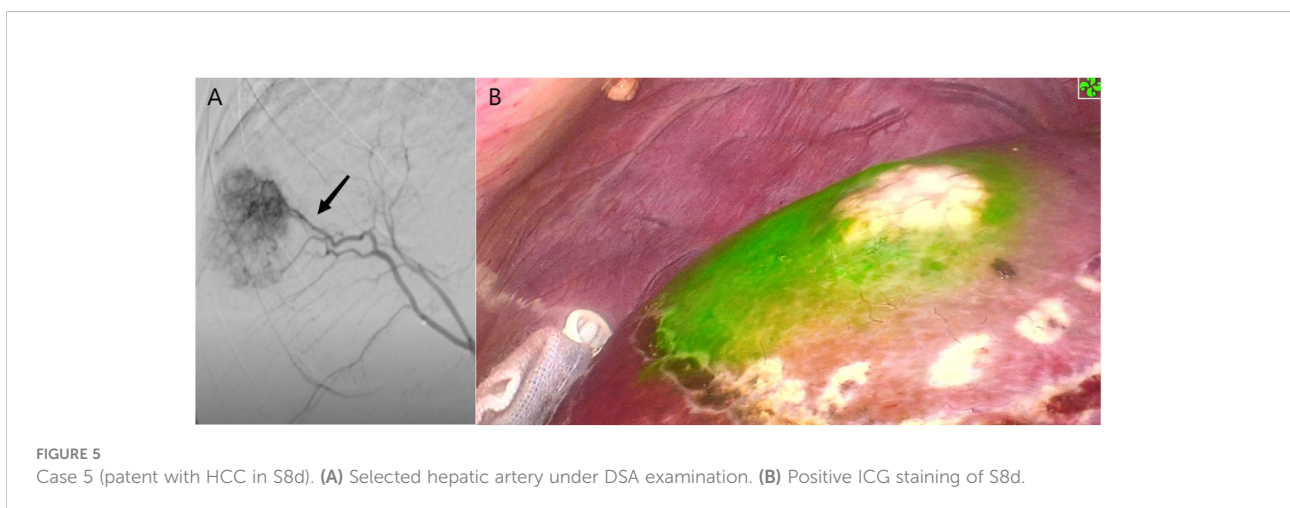 A
B
FIGURE 5
Case 5 (patent with HCC in S8d). (A) Selected hepatic artery under DSA examination. (B) Positive ICG staining of S8d.